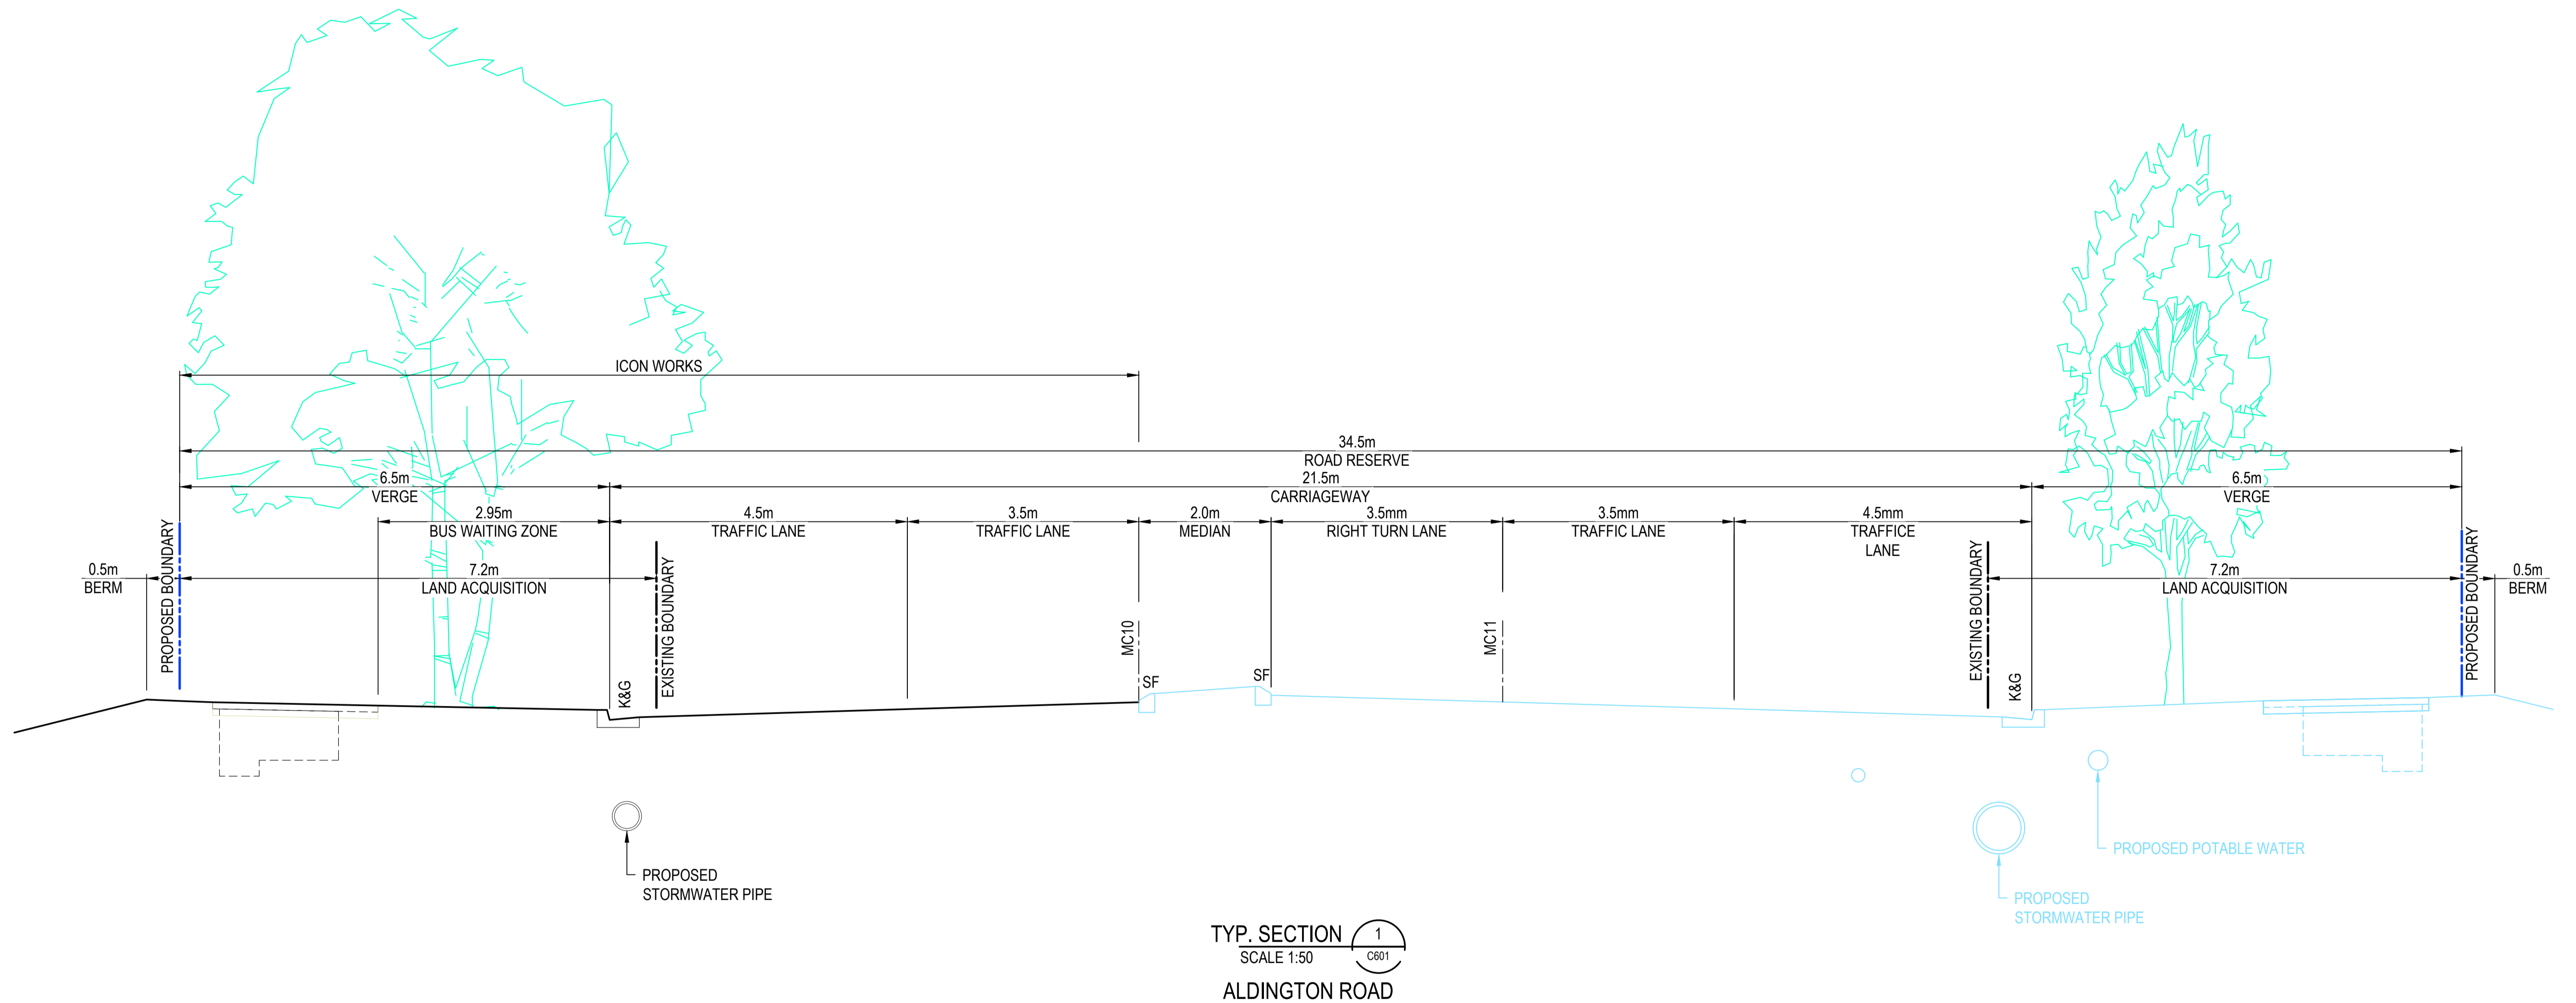 ICON WORKS
34.5m
ROAD RESERVE
6.5m
VERGE
21.5m
CARRIAGEWAY
6.5m
VERGE
2.95m
BUS WAITING ZONE
4.5m
TRAFFIC LANE
3.5m
TRAFFIC LANE
2.0m
MEDIAN
3.5mm
RIGHT TURN LANE
3.5mm
TRAFFIC LANE
4.5mm
TRAFFICE
LANE
0.5m
BERM
PROPOSED BOUNDARY
7.2m
LAND ACQUISITION
EXISTING BOUNDARY
K&G
MC10
SF
SF
MC11
EXISTING BOUNDARY
K&G
7.2m
LAND ACQUISITION
PROPOSED BOUNDARY
0.5m
BERM
PROPOSED
STORMWATER PIPE
PROPOSED POTABLE WATER
PROPOSED
STORMWATER PIPE
TYP. SECTION
1
SCALE 1:50
C601
ALDINGTON ROAD